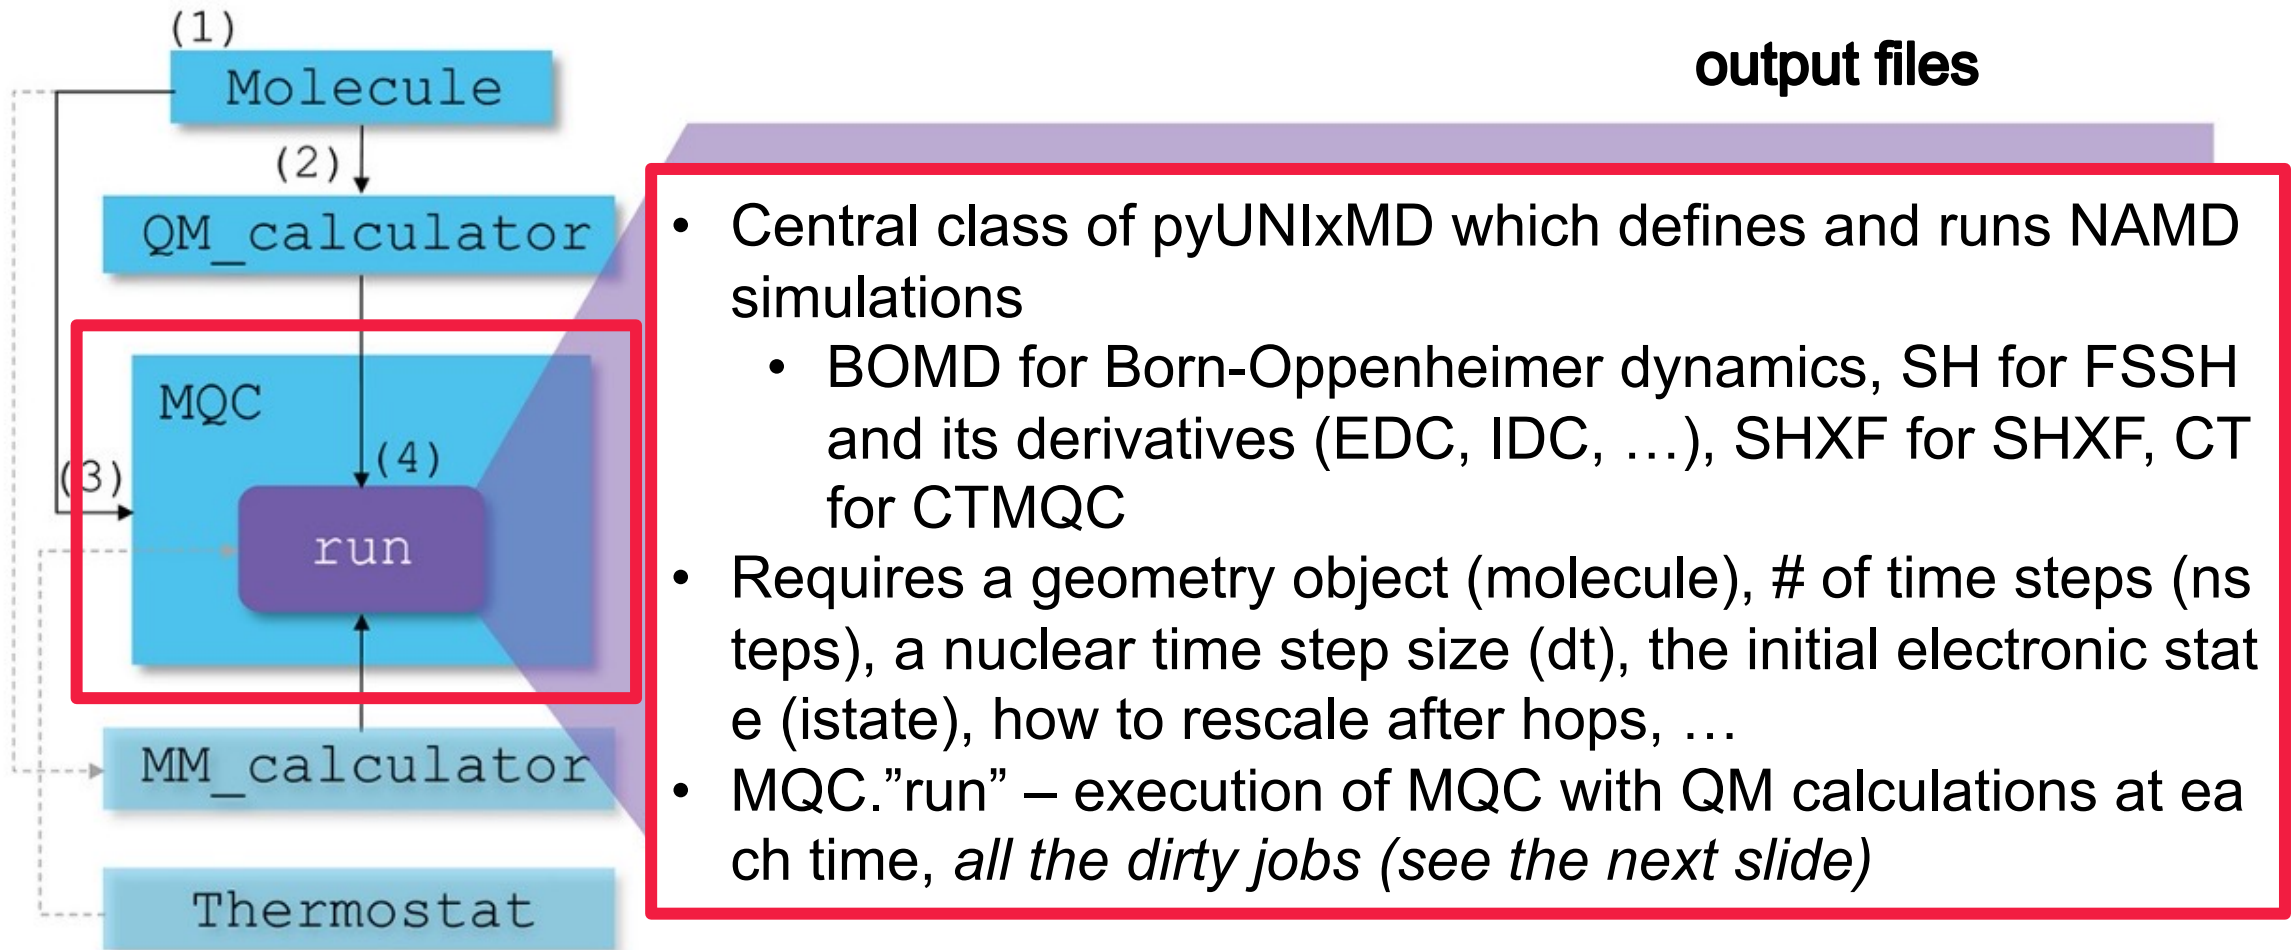 (1)
Molecule
(2)
QM_calculator
MQC
(3)
(4)
run
MM_calculator
Thermostat
output files
• Central class of pyUNIxMD which defines and runs NAMD
simulations
• BOMD for Born-Oppenheimer dynamics, SH for FSSH
and its derivatives (EDC, IDC, …), SHXF for SHXF, CT
for CTMQC
• Requires a geometry object (molecule), # of time steps (ns
teps), a nuclear time step size (dt), the initial electronic stat
e (istate), how to rescale after hops, …
• MQC.”run” – execution of MQC with QM calculations at ea
ch time, all the dirty jobs (see the next slide)